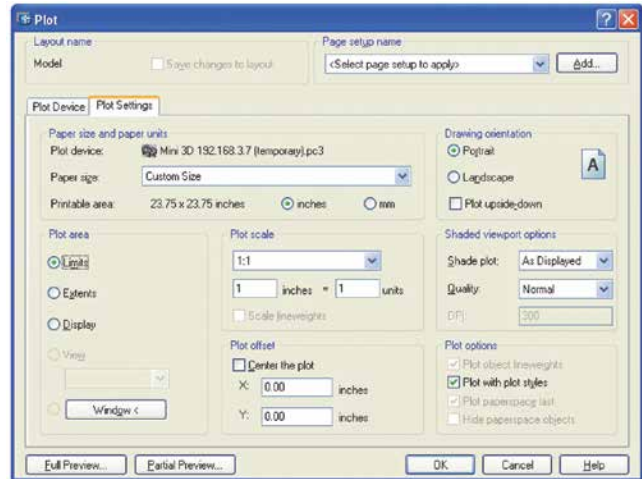 Plot
Layout name
Model
Save changes to layout
Page setup name
<Select page setup to apply>
Add...
Plot Device
Plot Settings
Paper size and paper units
Plot device:
Mini 3D 192.168.3.7 (temporary).pc3
Paper size:
Custom Size
Printable area:
23.75 x 23.75 inches
inches
mm
Drawing orientation
Portrait
Landscape
Plot upside-down
A
Plot area
Limits
Extents
Display
View
Window <
Plot scale
1:1
1 inches = 1 units
Scale lineweights
Plot offset
Center the plot
X: 0.00 inches
Y: 0.00 inches
Shaded viewport options
Shade plot: As Displayed
Quality: Normal
DPI: 300
Plot options
Plot object lineweights
Plot with plot styles
Plot paperspace last
Hide paperspace objects
Full Preview...
Partial Preview...
OK
Cancel
Help